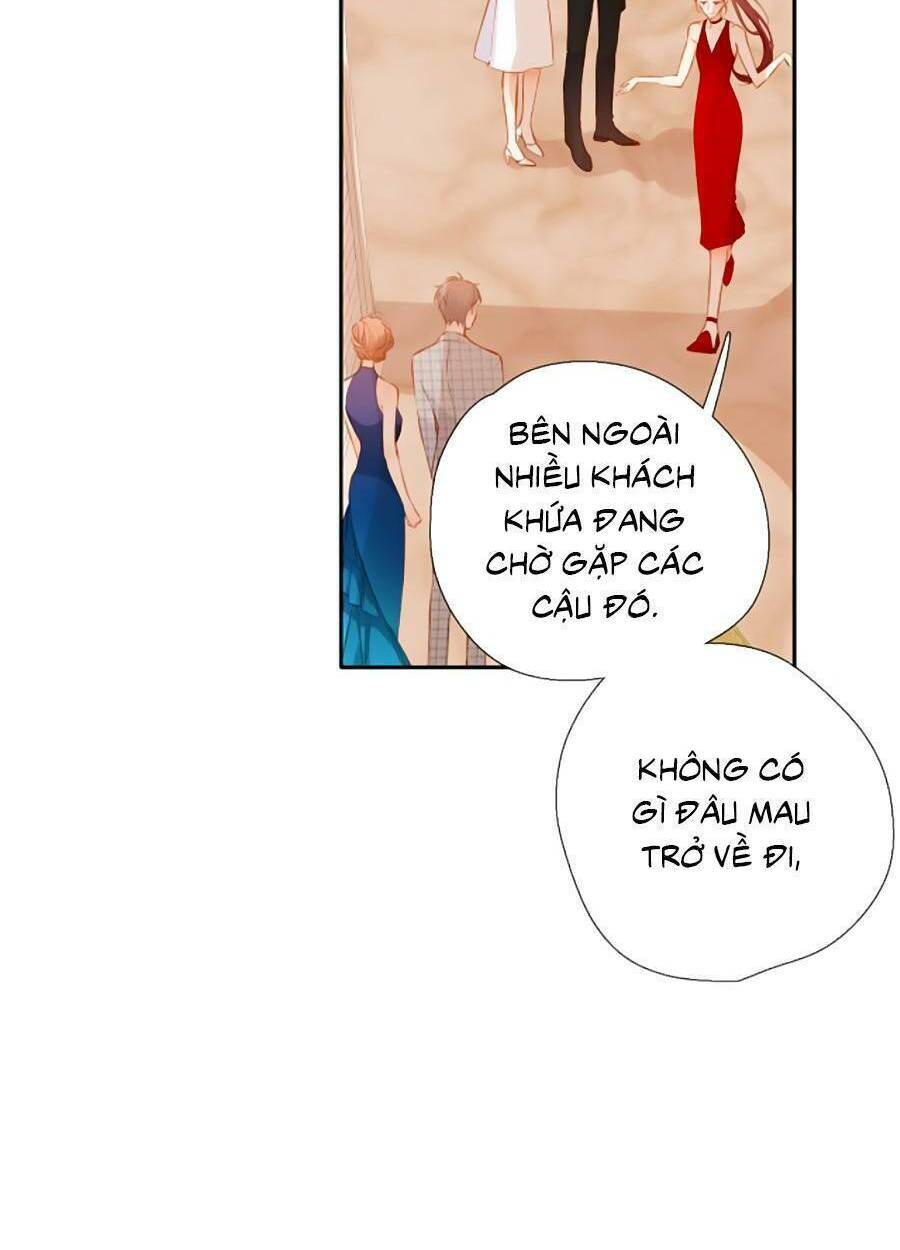 BÊN NGOÀI
NHIỀU KHÁCH
KHỨA ĐANG
CHỜ GẶP CÁC
CẬU ĐÓ.
KHÔNG CÓ
GÌ ĐÂU MAU
TRỞ VỀ ĐI,